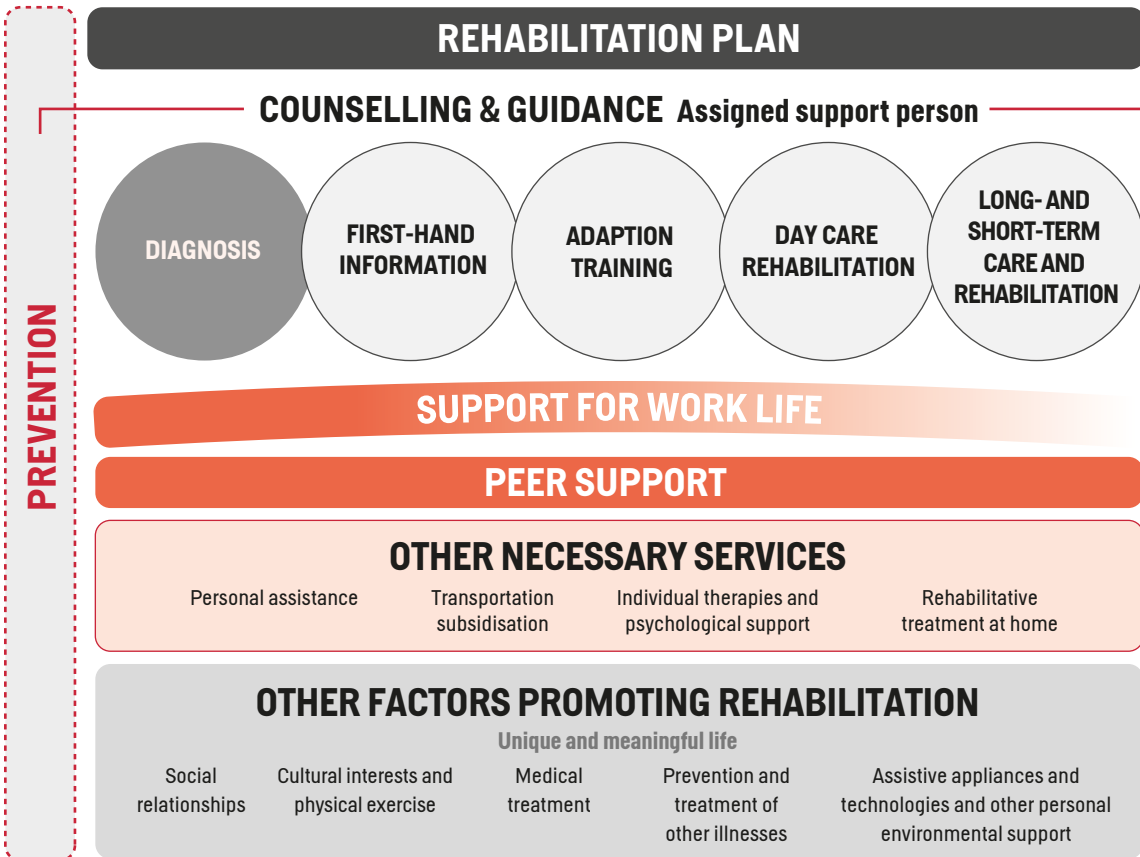 REHABILITATION PLAN
COUNSELLING & GUIDANCE Assigned support person
PREVENTION
DIAGNOSIS
FIRST-HAND
INFORMATION
ADAPTION
TRAINING
DAY CARE
REHABILITATION
LONG- AND
SHORT-TERM
CARE AND
REHABILITATION
SUPPORT FOR WORK LIFE
PEER SUPPORT
OTHER NECESSARY SERVICES
Personal assistance
Transportation
subsidisation
Individual therapies and
psychological support
Rehabilitative
treatment at home
OTHER FACTORS PROMOTING REHABILITATION
Unique and meaningful life
Social
relationships
Cultural interests and
physical exercise
Medical
treatment
Prevention and
treatment of
other illnesses
Assistive appliances and
technologies and other personal
environmental support